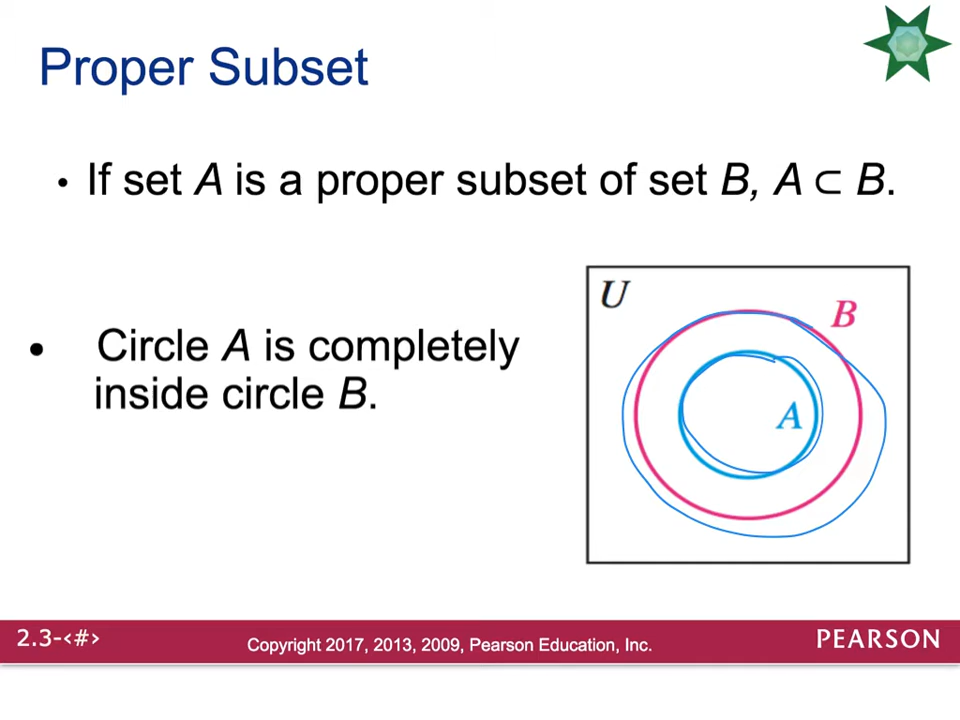 Proper Subset
• If set A is a proper subset of set B, A ⊂ B.
• Circle A is completely
inside circle B.
U
B
A
2.3-‹#›
Copyright 2017, 2013, 2009, Pearson Education, Inc.
PEARSON